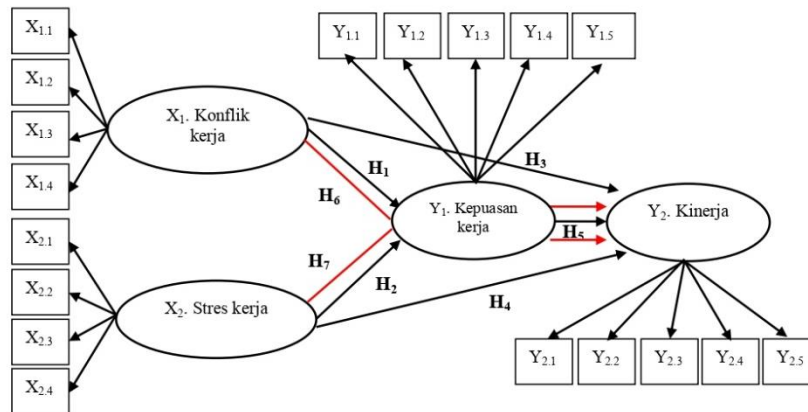 X1.1
X1.2
X1.3
X1.4
X2.1
X2.2
X2.3
X2.4
X1. Konflik
kerja
X2. Stres kerja
Y1.1
Y1.2
Y1.3
Y1.4
Y1.5
H1
H6
H7
H2
H3
Y1. Kepuasan
kerja
H5
H4
Y2. Kinerja
Y2.1
Y2.2
Y2.3
Y2.4
Y2.5